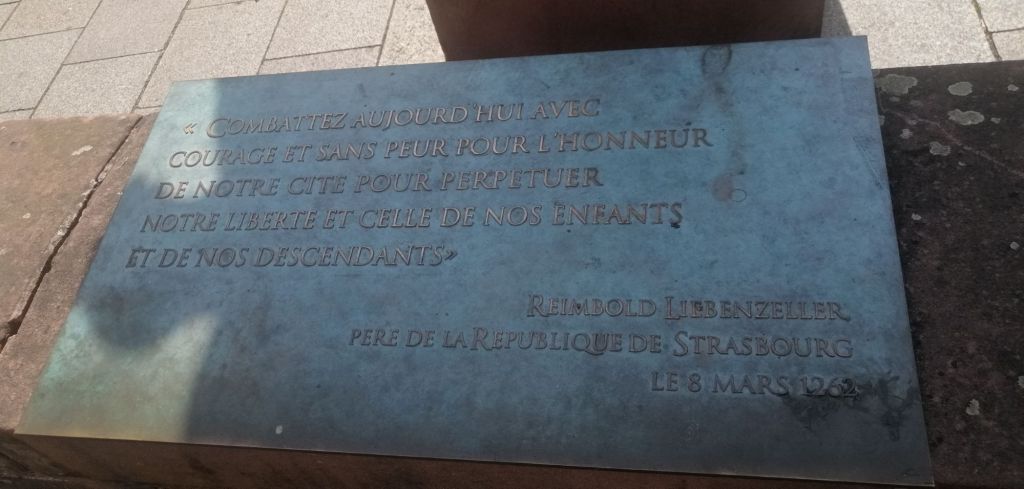 « COMBATTEZ AUJOURD'HUI AVEC
COURAGE ET SANS PEUR POUR L'HONNEUR
DE NOTRE CITE POUR PERPETUER
NOTRE LIBERTE ET CELLE DE NOS ENFANTS
ET DE NOS DESCENDANTS»
REIMBOLD LIEBENZELLER
PERE DE LA REPUBLIQUE DE STRASBOURG
LE 8 MARS 1262